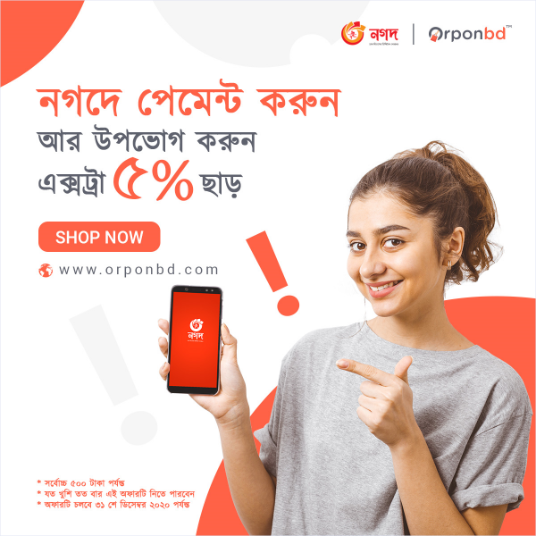 নগদ
Orponbd™
নগদে পেমেন্ট করুন
আর উপভোগ করুন
এক্সট্রা ৫% ছাড়
SHOP NOW
www.orponbd.com
নগদ
* সর্বোচ্চ ৫০০ টাকা পর্যন্ত
* যত খুশি তত বার এই অফারটি নিতে পারবেন
* অফারটি চলবে ৩১ শে ডিসেম্বর ২০২০ পর্যন্ত